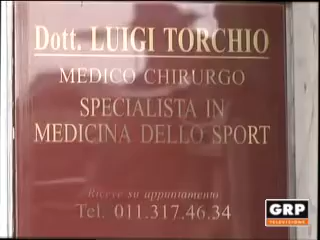 Dott. LUIGI TORCHIO
MEDICO CHIRURGO
SPECIALISTA IN
MEDICINA DELLO SPORT
Riceve su appuntamento
Tel. 011.317.46.34
GRP
TELEVISIONE